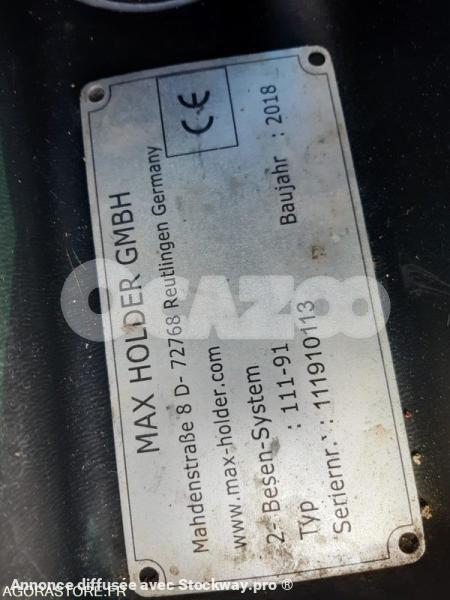 MAX HOLDER GMBH
Mahdenstraße 8 D- 72768 Reutlingen Germany
www.max-holder.com
2- Besen-System
Typ : 111-91 Baujahr : 2018
Seriernr. : 111910113
CE
OCAZOO
Annonce diffusée avec Stockway.pro ®
AGORASTORE.FR